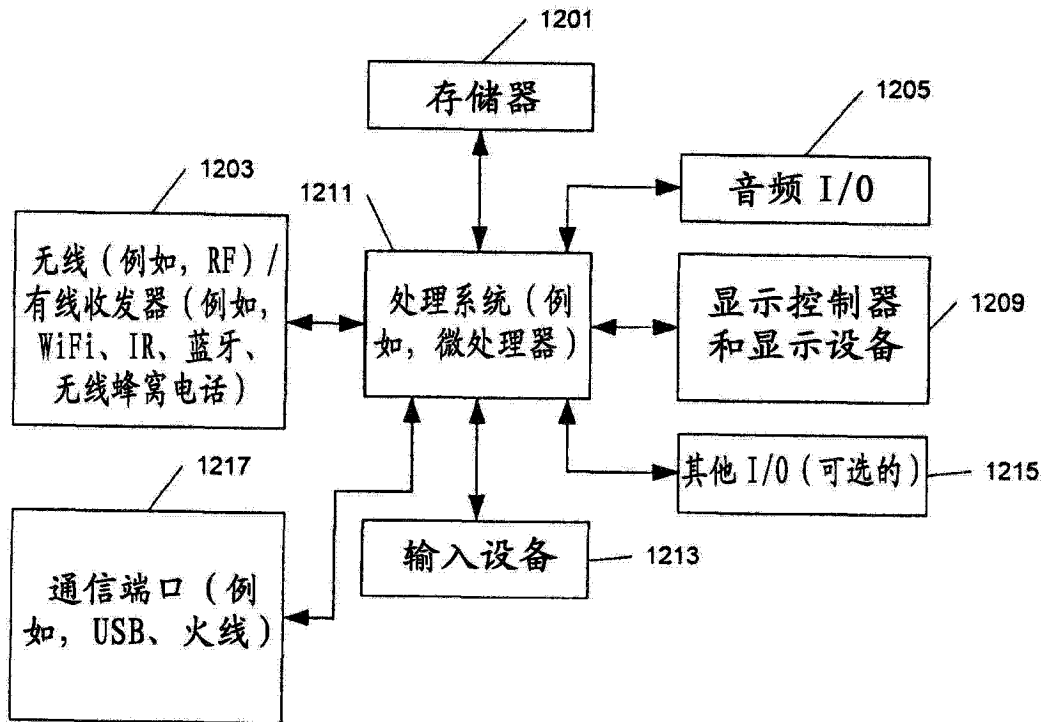 1201
存储器
1205
音频 I/O
1203
无线（例如，RF）/
有线收发器（例如，
WiFi、IR、蓝牙、
无线蜂窝电话）
1211
处理系统（例
如，微处理器）
显示控制器
和显示设备
1209
其他 I/O（可选的）
1215
1217
通信端口（例
如，USB、火线）
输入设备
1213